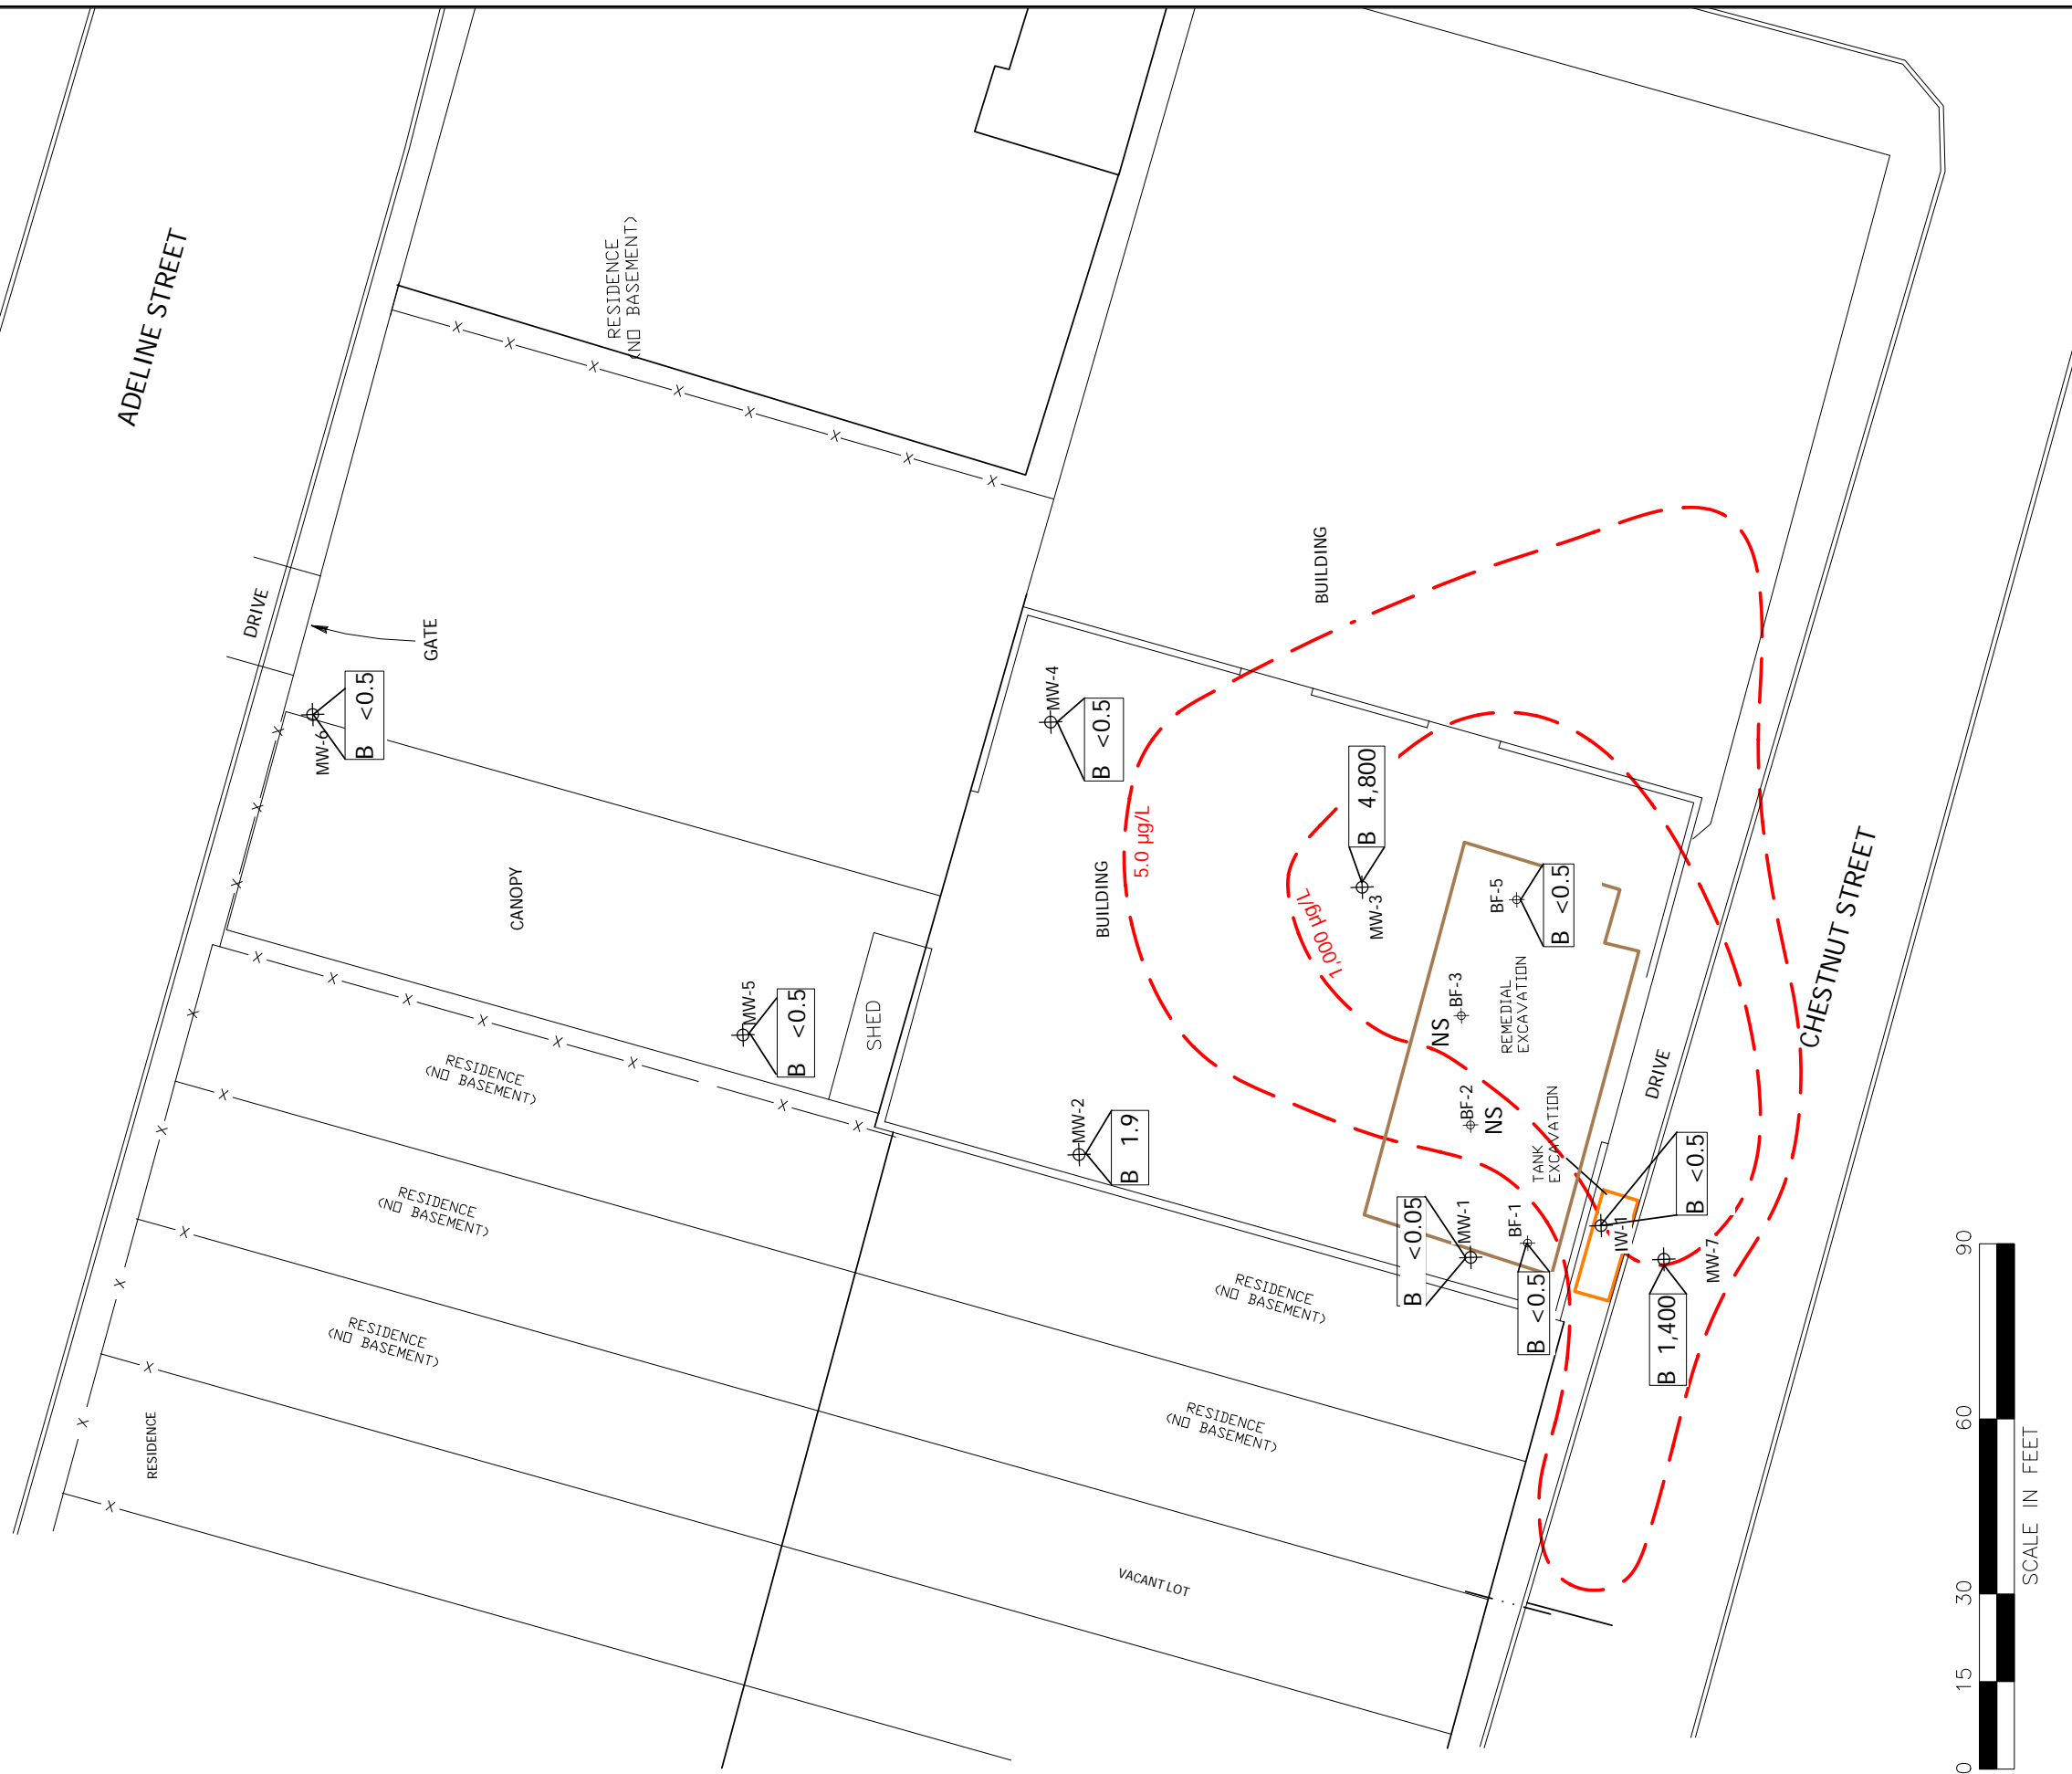 ADELINE STREET
RESIDENCE
(NO BASEMENT)
DRIVE
GATE
MW-6
B <0.5
CANOPY
MW-4
B <0.5
BUILDING
BUILDING
5.0 µg/L
1,000 µg/L
B 4,800
MW-3
BF-5
B <0.5
MW-5
B <0.5
SHED
RESIDENCE
(NO BASEMENT)
RESIDENCE
(NO BASEMENT)
RESIDENCE
(NO BASEMENT)
RESIDENCE
MW-2
B 1.9
NS
BF-3
REMEDIAL
EXCAVATION
BF-2
NS
TANK
EXCAVATION
DRIVE
CHESTNUT STREET
B <0.05
MW-1
BF-1
B <0.5
IW-1
B <0.5
MW-7
B 1,400
RESIDENCE
(NO BASEMENT)
RESIDENCE
(NO BASEMENT)
VACANT LOT
0 15 30 60 90
SCALE IN FEET